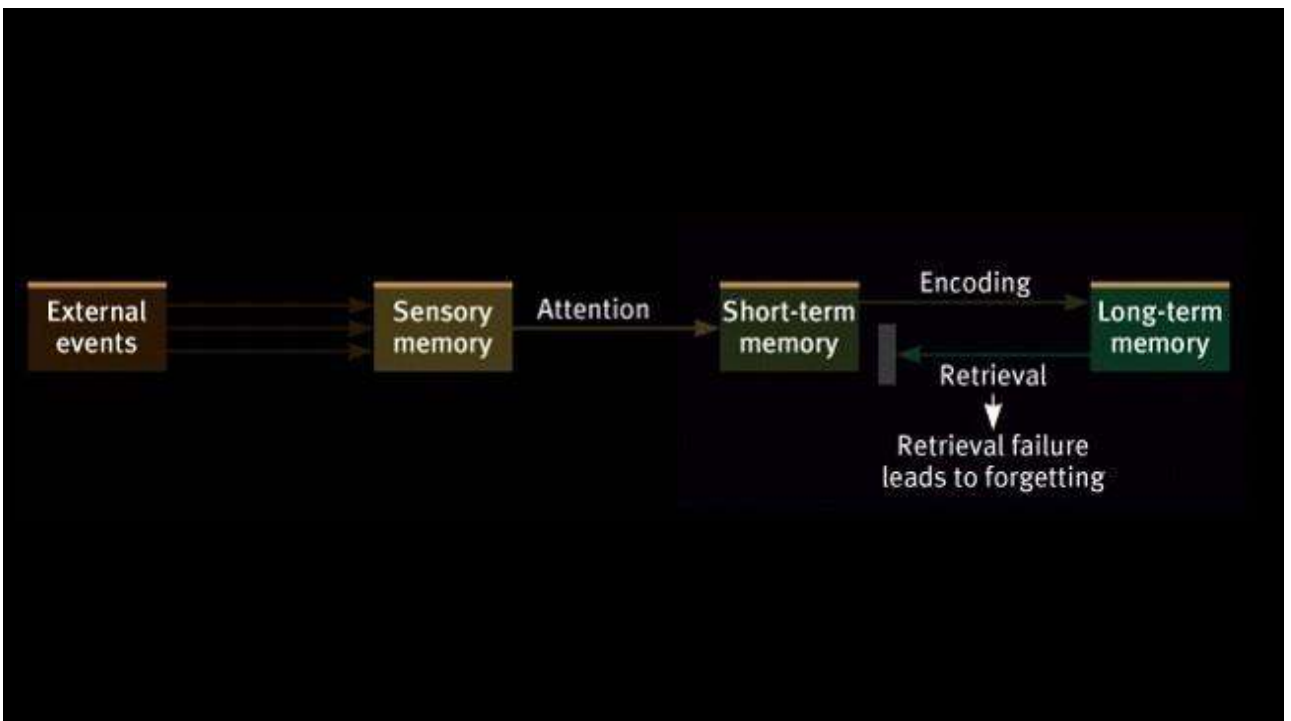 External
events
Sensory
memory
Attention
Short-term
memory
Encoding
Long-term
memory
Retrieval
Retrieval failure
leads to forgetting